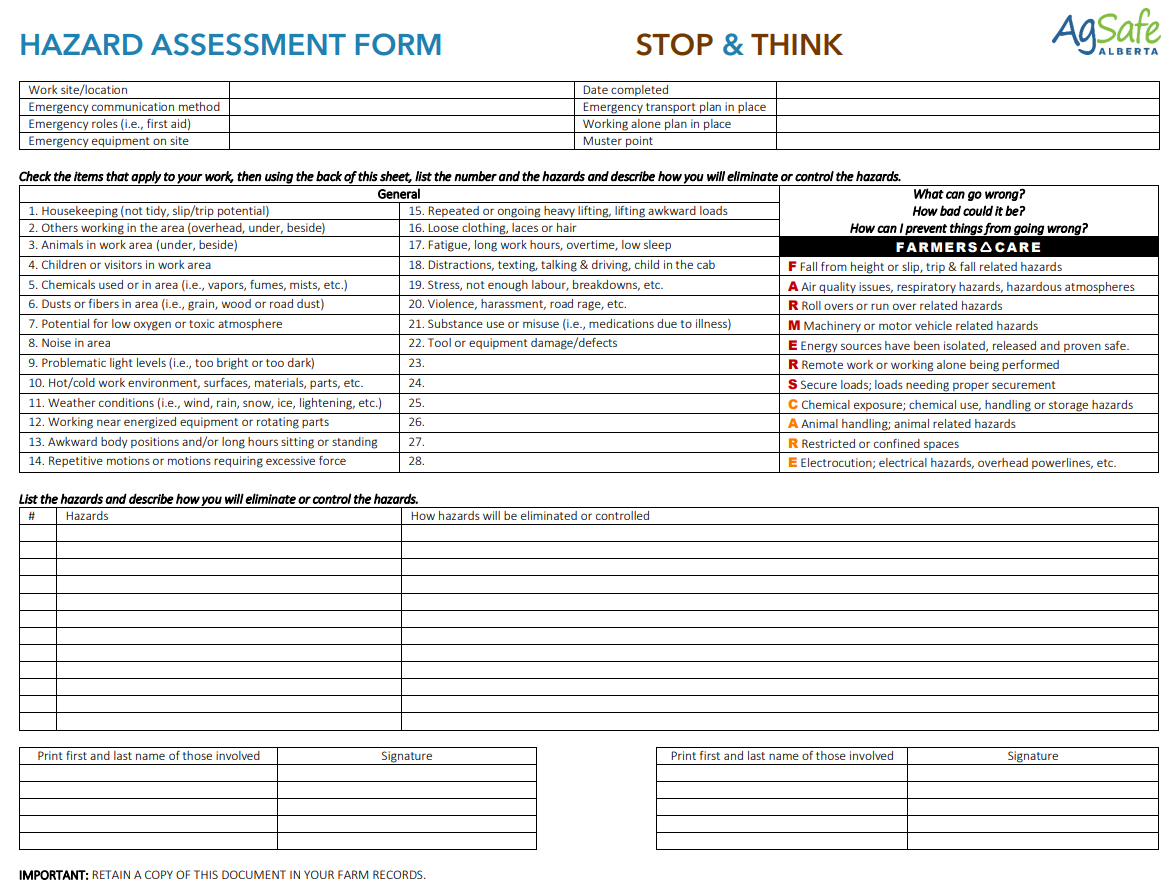 HAZARD ASSESSMENT FORM
STOP & THINK
AgSafe
ALBERTA
Work site/location
Date completed
Emergency communication method
Emergency transport plan in place
Emergency roles (i.e., first aid)
Working alone plan in place
Emergency equipment on site
Muster point
Check the items that apply to your work, then using the back of this sheet, list the number and the hazards and describe how you will eliminate or control the hazards.
General
1. Housekeeping (not tidy, slip/trip potential)
2. Others working in the area (overhead, under, beside)
3. Animals in work area (under, beside)
4. Children or visitors in work area
5. Chemicals used or in area (i.e., vapors, fumes, mists, etc.)
6. Dusts or fibers in area (i.e., grain, wood or road dust)
7. Potential for low oxygen or toxic atmosphere
8. Noise in area
9. Problematic light levels (i.e., too bright or too dark)
10. Hot/cold work environment, surfaces, materials, parts, etc.
11. Weather conditions (i.e., wind, rain, snow, ice, lightening, etc.)
12. Working near energized equipment or rotating parts
13. Awkward body positions and/or long hours sitting or standing
14. Repetitive motions or motions requiring excessive force
15. Repeated or ongoing heavy lifting, lifting awkward loads
16. Loose clothing, laces or hair
17. Fatigue, long work hours, overtime, low sleep
18. Distractions, texting, talking & driving, child in the cab
19. Stress, not enough labour, breakdowns, etc.
20. Violence, harassment, road rage, etc.
21. Substance use or misuse (i.e., medications due to illness)
22. Tool or equipment damage/defects
23.
24.
25.
26.
27.
28.
What can go wrong?
How bad could it be?
How can I prevent things from going wrong?
FARMERS△CARE
F Fall from height or slip, trip & fall related hazards
A Air quality issues, respiratory hazards, hazardous atmospheres
R Roll overs or run over related hazards
M Machinery or motor vehicle related hazards
E Energy sources have been isolated, released and proven safe.
R Remote work or working alone being performed
S Secure loads; loads needing proper securement
C Chemical exposure; chemical use, handling or storage hazards
A Animal handling; animal related hazards
R Restricted or confined spaces
E Electrocution; electrical hazards, overhead powerlines, etc.
List the hazards and describe how you will eliminate or control the hazards.
# Hazards How hazards will be eliminated or controlled
Print first and last name of those involved Signature
Print first and last name of those involved Signature
IMPORTANT: RETAIN A COPY OF THIS DOCUMENT IN YOUR FARM RECORDS.